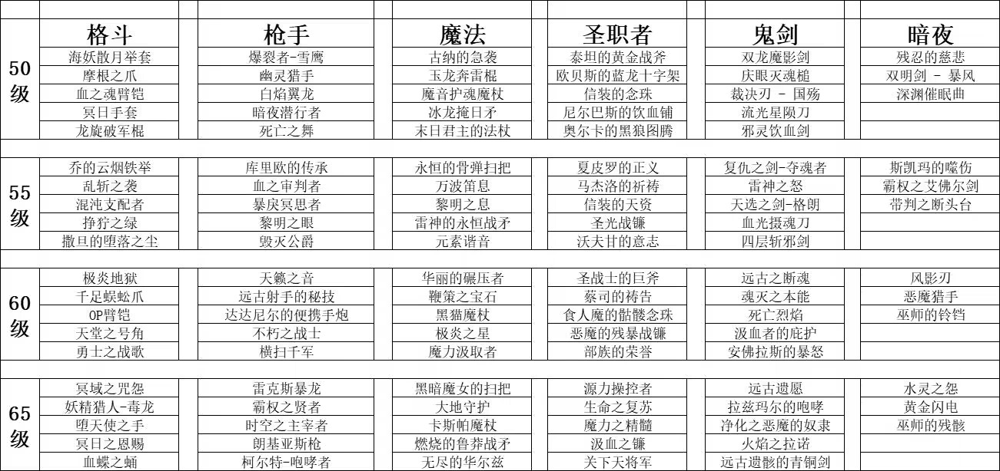 格斗 枪手 魔法 圣职者 鬼剑 暗夜
50级
海妖散月举套 爆裂者-雪鹰 古纳的急袭 泰坦的黄金战斧 双龙魔影剑 残忍的慈悲
摩根之爪 幽灵猎手 玉龙奔雷棍 欧贝斯的蓝龙十字架 庆眼灭魂槌 双明剑 - 暴风
血之魂臂铠 白焰翼龙 魔音护魂魔杖 信装的念珠 裁决刃 - 国殇 深渊催眠曲
冥日手套 暗夜潜行者 冰龙掩日矛 尼尔巴斯的饮血铺 流光星陨刀
龙旋破军棍 死亡之舞 末日君主的法杖 奥尔卡的黑狼图腾 邪灵饮血剑
55级
乔的云烟铁举 库里欧的传承 永恒的骨弹扫把 夏皮罗的正义 复仇之剑-夺魂者 斯凯玛的噬伤
乱斩之袭 血之审判者 万波笛息 马杰洛的祈祷 雷神之怒 霸权之艾佛尔剑
混沌支配者 暴戾冥思者 黎明之息 信装的天资 天选之剑-格朗 带判之断头台
挣狞之绿 黎明之眼 雷神的永恒战矛 圣光战镰 血光摄魂刀
撒旦的堕落之尘 毁灭公爵 元素谐音 沃夫甘的意志 四层斩邪剑
60级
极炎地狱 天籁之音 华丽的碾压者 圣战士的巨斧 远古之断魂 风影刃
千足蜈蚣爪 远古射手的秘技 鞭策之宝石 蔡司的祷告 魂灭之本能 恶魔猎手
OP臂铠 达达尼尔的便携手炮 黑猫魔杖 食人魔的骷髅念珠 死亡烈焰 巫师的铃铛
天堂之号角 不朽之战士 极炎之星 恶魔的残暴战镰 汲血者的庇护
勇士之战歌 横扫千军 魔力汲取者 部族的荣誉 安佛拉斯的暴怒
65级
冥域之咒怨 雷克斯暴龙 黑暗魔女的扫把 源力操控者 远古遗愿 水灵之怨
妖精猎人-毒龙 霸权之贤者 大地守护 生命之复苏 拉兹玛尔的咆哮 黄金闪电
堕天使之手 时空之主宰者 卡斯帕魔杖 魔力之精髓 净化之恶魔的奴隶 巫师的残骸
冥日之恩赐 朗基亚斯枪 燃烧的鲁莽战矛 汲血之镰 火焰之拉诺
血蝶之蛹 柯尔特-咆哮者 无尽的华尔兹 关下天将军 远古遗骸的青铜剑